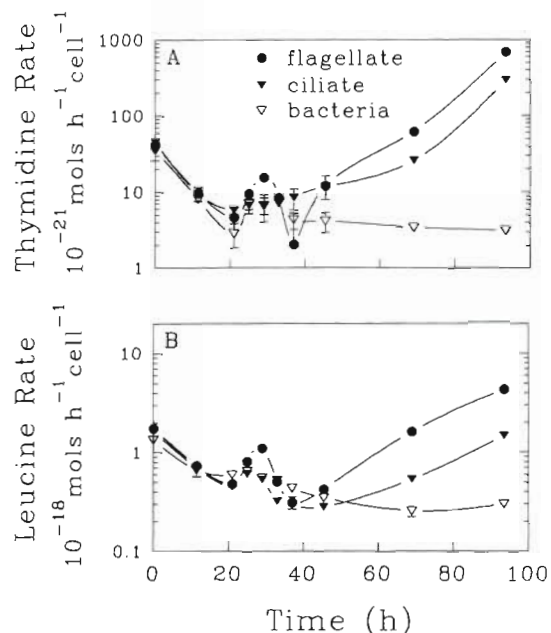 Thymidine Rate
10⁻²¹ mols h⁻¹ cell⁻¹
1000
100
10
1
A
flagellate
ciliate
bacteria
Leucine Rate
10⁻¹⁸ mols h⁻¹ cell⁻¹
10
1
0.1
B
0 20 40 60 80 100
Time (h)